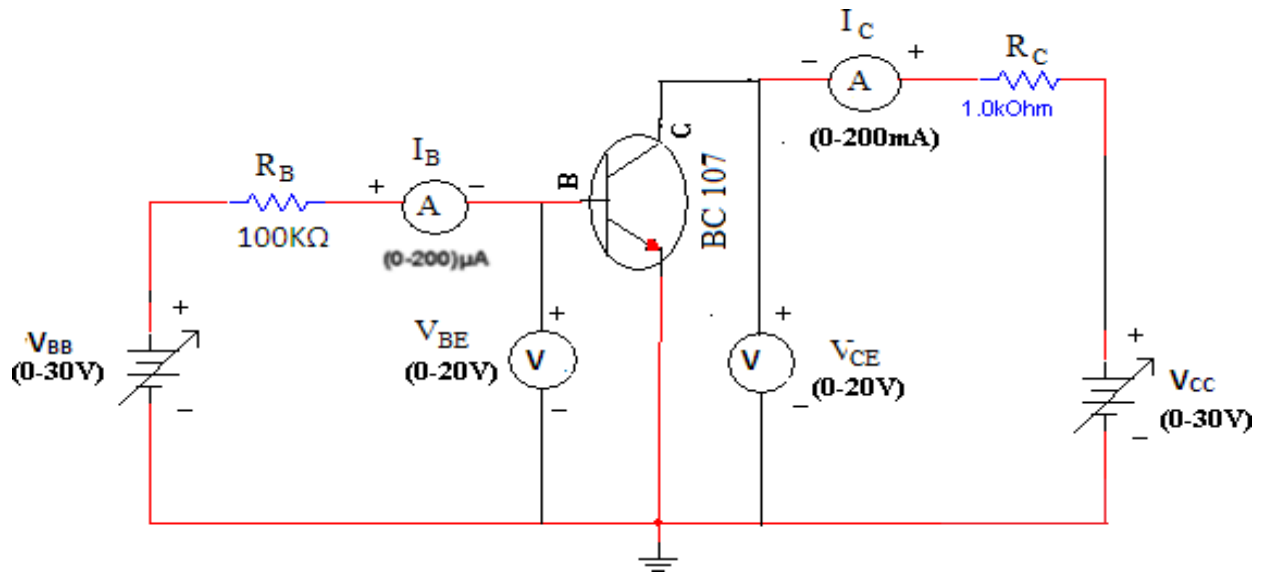 I C
− + R C
A
1.0kOhm
(0-200mA)
C
B
BC 107
R B
I B
+ −
A
100KΩ
(0-200)µA
+
V BB
(0-30V)
−
+
V BE
(0-20V)
V
−
+
V
V CE
(0-20V)
−
+
VCC
(0-30V)
−